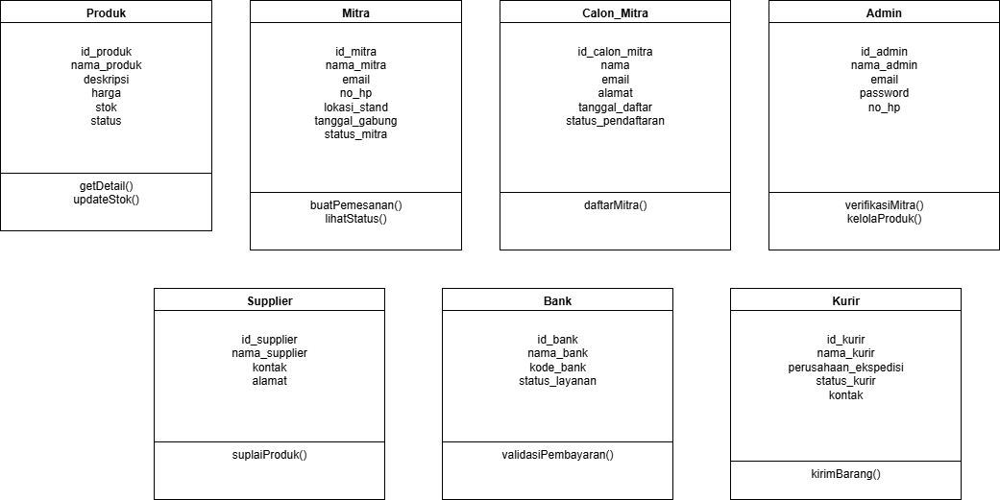 Produk
id_produk
nama_produk
deskripsi
harga
stok
status
getDetail()
updateStok()
Mitra
id_mitra
nama_mitra
email
no_hp
lokasi_stand
tanggal_gabung
status_mitra
buatPemesanan()
lihatStatus()
Calon_Mitra
id_calon_mitra
nama
email
alamat
tanggal_daftar
status_pendaftaran
daftarMitra()
Admin
id_admin
nama_admin
email
password
no_hp
verifikasiMitra()
kelolaProduk()
Supplier
id_supplier
nama_supplier
kontak
alamat
suplaiProduk()
Bank
id_bank
nama_bank
kode_bank
status_layanan
validasiPembayaran()
Kurir
id_kurir
nama_kurir
perusahaan_ekspedisi
status_kurir
kontak
kirimBarang()